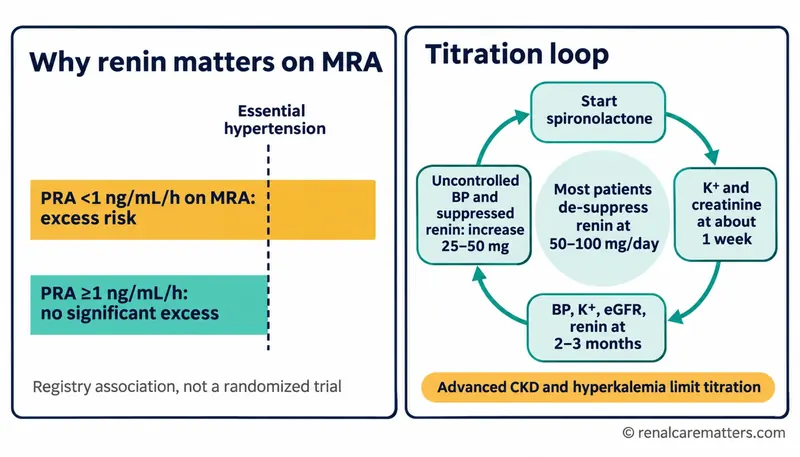 Why renin matters on MRA
Essential
hypertension
PRA <1 ng/mL/h on MRA:
excess risk
PRA ≥1 ng/mL/h:
no significant excess
Registry association, not a randomized trial
Titration loop
Start
spironolactone
K⁺ and
creatinine
at about
1 week
BP, K⁺, eGFR,
renin at
2–3 months
Uncontrolled
BP and
suppressed
renin: increase
25–50 mg
Most patients
de-suppress
renin at
50–100 mg/day
Advanced CKD and hyperkalemia limit titration
© renalcarematters.com